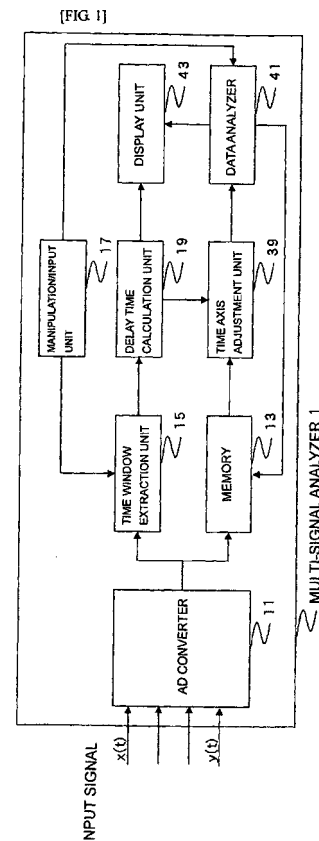 [FIG. 1]
NPUT SIGNAL
x(t)
y(t)
AD CONVERTER
11
TIME WINDOW
EXTRACTION UNIT
15
MEMORY
13
MANIPULATION/INPUT
UNIT
17
DELAY TIME
CALCULATION UNIT
19
TIME AXIS
ADJUSTMENT UNIT
39
DISPLAY UNIT
43
DATA ANALYZER
41
MULTI-SIGNAL ANALYZER 1